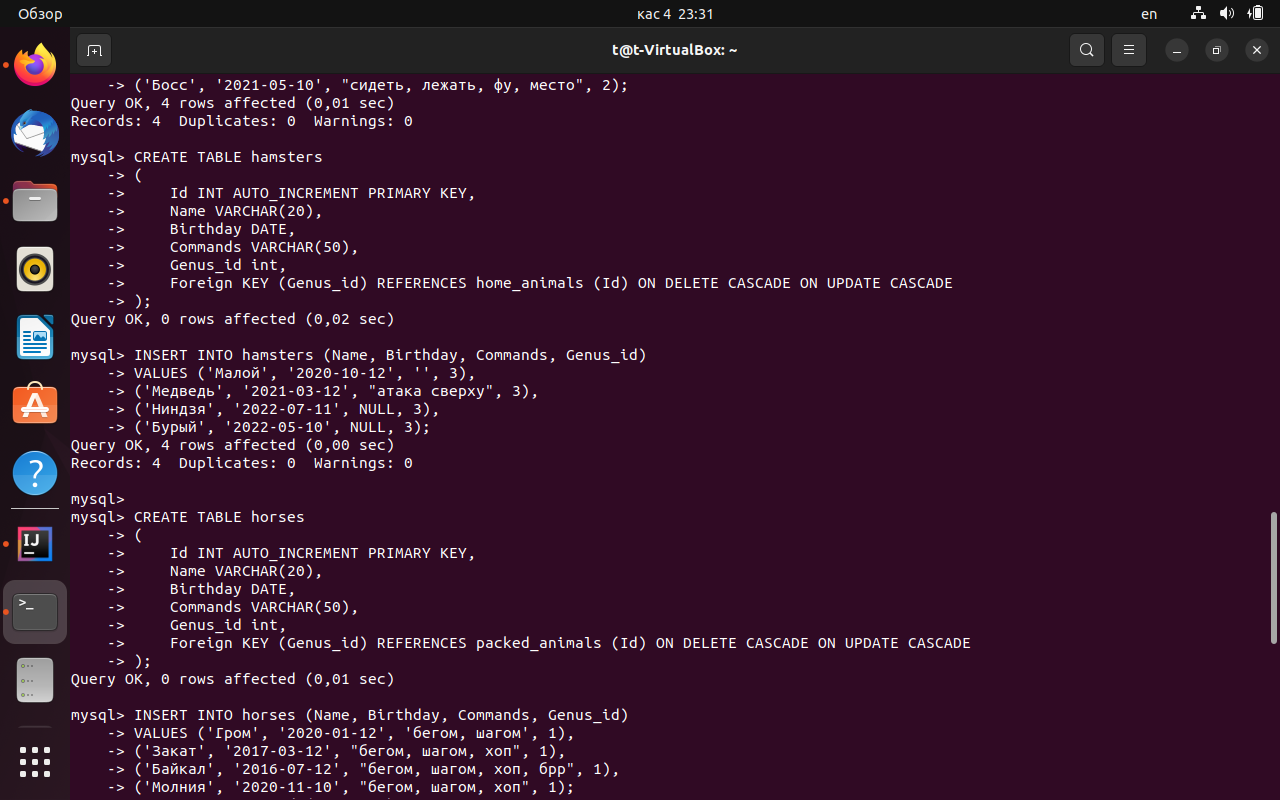 Обзор
кас 4 23:31
en
t@t-VirtualBox: ~
    -> ('Босс', '2021-05-10', "сидеть, лежать, фу, место", 2);
Query OK, 4 rows affected (0,01 sec)
Records: 4  Duplicates: 0  Warnings: 0
mysql> CREATE TABLE hamsters
    -> (
    ->     Id INT AUTO_INCREMENT PRIMARY KEY,
    ->     Name VARCHAR(20),
    ->     Birthday DATE,
    ->     Commands VARCHAR(50),
    ->     Genus_id int,
    ->     Foreign KEY (Genus_id) REFERENCES home_animals (Id) ON DELETE CASCADE ON UPDATE CASCADE
    -> );
Query OK, 0 rows affected (0,02 sec)
mysql> INSERT INTO hamsters (Name, Birthday, Commands, Genus_id)
    -> VALUES ('Малой', '2020-10-12', '', 3),
    -> ('Медведь', '2021-03-12', "атака сверху", 3),
    -> ('Ниндзя', '2022-07-11', NULL, 3),
    -> ('Бурый', '2022-05-10', NULL, 3);
Query OK, 4 rows affected (0,00 sec)
Records: 4  Duplicates: 0  Warnings: 0
mysql>
mysql> CREATE TABLE horses
    -> (
    ->     Id INT AUTO_INCREMENT PRIMARY KEY,
    ->     Name VARCHAR(20),
    ->     Birthday DATE,
    ->     Commands VARCHAR(50),
    ->     Genus_id int,
    ->     Foreign KEY (Genus_id) REFERENCES packed_animals (Id) ON DELETE CASCADE ON UPDATE CASCADE
    -> );
Query OK, 0 rows affected (0,01 sec)
mysql> INSERT INTO horses (Name, Birthday, Commands, Genus_id)
    -> VALUES ('Гром', '2020-01-12', 'бегом, шагом', 1),
    -> ('Закат', '2017-03-12', "бегом, шагом, хоп", 1),
    -> ('Байкал', '2016-07-12', "бегом, шагом, хоп, брр", 1),
    -> ('Молния', '2020-11-10', "бегом, шагом, хоп", 1);